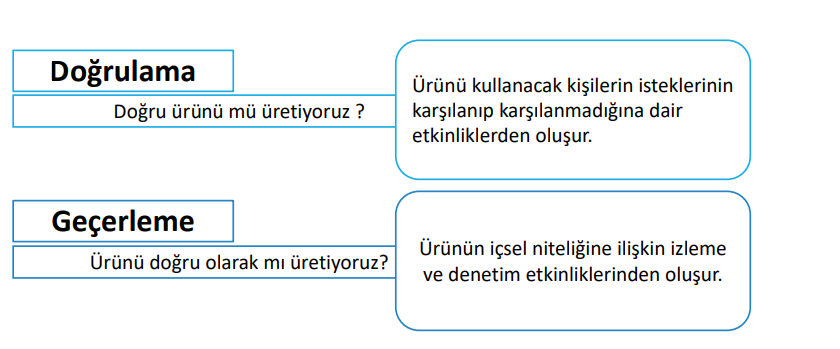 Doğrulama
Doğru ürünü mü üretiyoruz ?
Ürünü kullanacak kişilerin isteklerinin
karşılanıp karşılanmadığına dair
etkinliklerden oluşur.
Geçerleme
Ürünü doğru olarak mı üretiyoruz?
Ürünün içsel niteliğine ilişkin izleme
ve denetim etkinliklerinden oluşur.